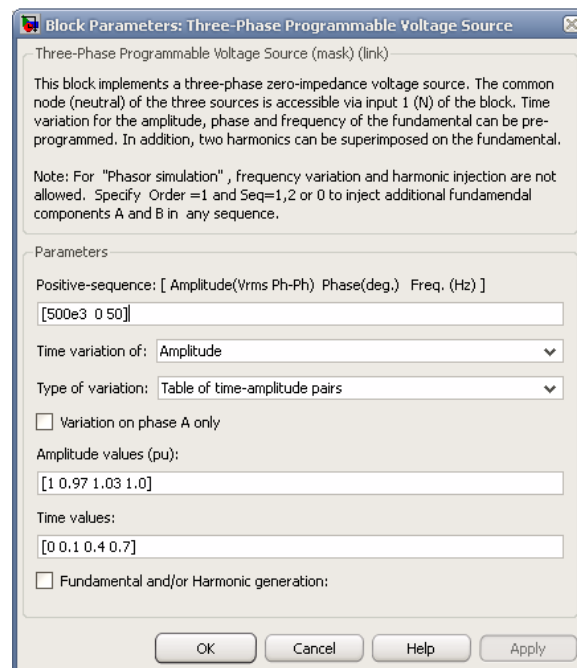 Block Parameters: Three-Phase Programmable Voltage Source
Three-Phase Programmable Voltage Source (mask) (link)
This block implements a three-phase zero-impedance voltage source. The common
node (neutral) of the three sources is accessible via input 1 (N) of the block. Time
variation for the amplitude, phase and frequency of the fundamental can be pre-
programmed. In addition, two harmonics can be superimposed on the fundamental.
Note: For "Phasor simulation" , frequency variation and harmonic injection are not
allowed. Specify Order =1 and Seq=1,2 or 0 to inject additional fundamendal
components A and B in any sequence.
Parameters
Positive-sequence: [ Amplitude(Vrms Ph-Ph) Phase(deg.) Freq. (Hz) ]
[500e3 0 50]
Time variation of: Amplitude
Type of variation: Table of time-amplitude pairs
Variation on phase A only
Amplitude values (pu):
[1 0.97 1.03 1.0]
Time values:
[0 0.1 0.4 0.7]
Fundamental and/or Harmonic generation:
OK Cancel Help Apply